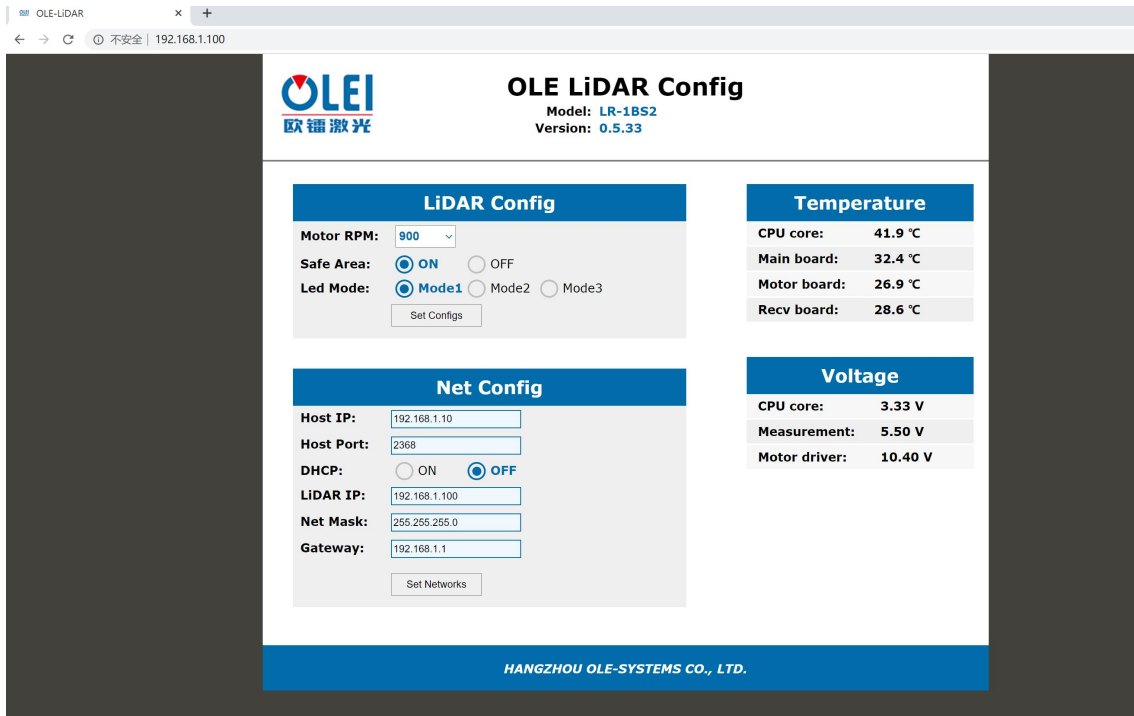 OLEI OLE-LiDAR × +
不安全 | 192.168.1.100
OLEI
欧镭激光
OLE LiDAR Config
Model: LR-1BS2
Version: 0.5.33
LiDAR Config
Motor RPM: 900
Safe Area: ON OFF
Led Mode: Mode1 Mode2 Mode3
Set Configs
Net Config
Host IP: 192.168.1.10
Host Port: 2368
DHCP: ON OFF
LiDAR IP: 192.168.1.100
Net Mask: 255.255.255.0
Gateway: 192.168.1.1
Set Networks
Temperature
CPU core: 41.9 ℃
Main board: 32.4 ℃
Motor board: 26.9 ℃
Recv board: 28.6 ℃
Voltage
CPU core: 3.33 V
Measurement: 5.50 V
Motor driver: 10.40 V
HANGZHOU OLE-SYSTEMS CO., LTD.